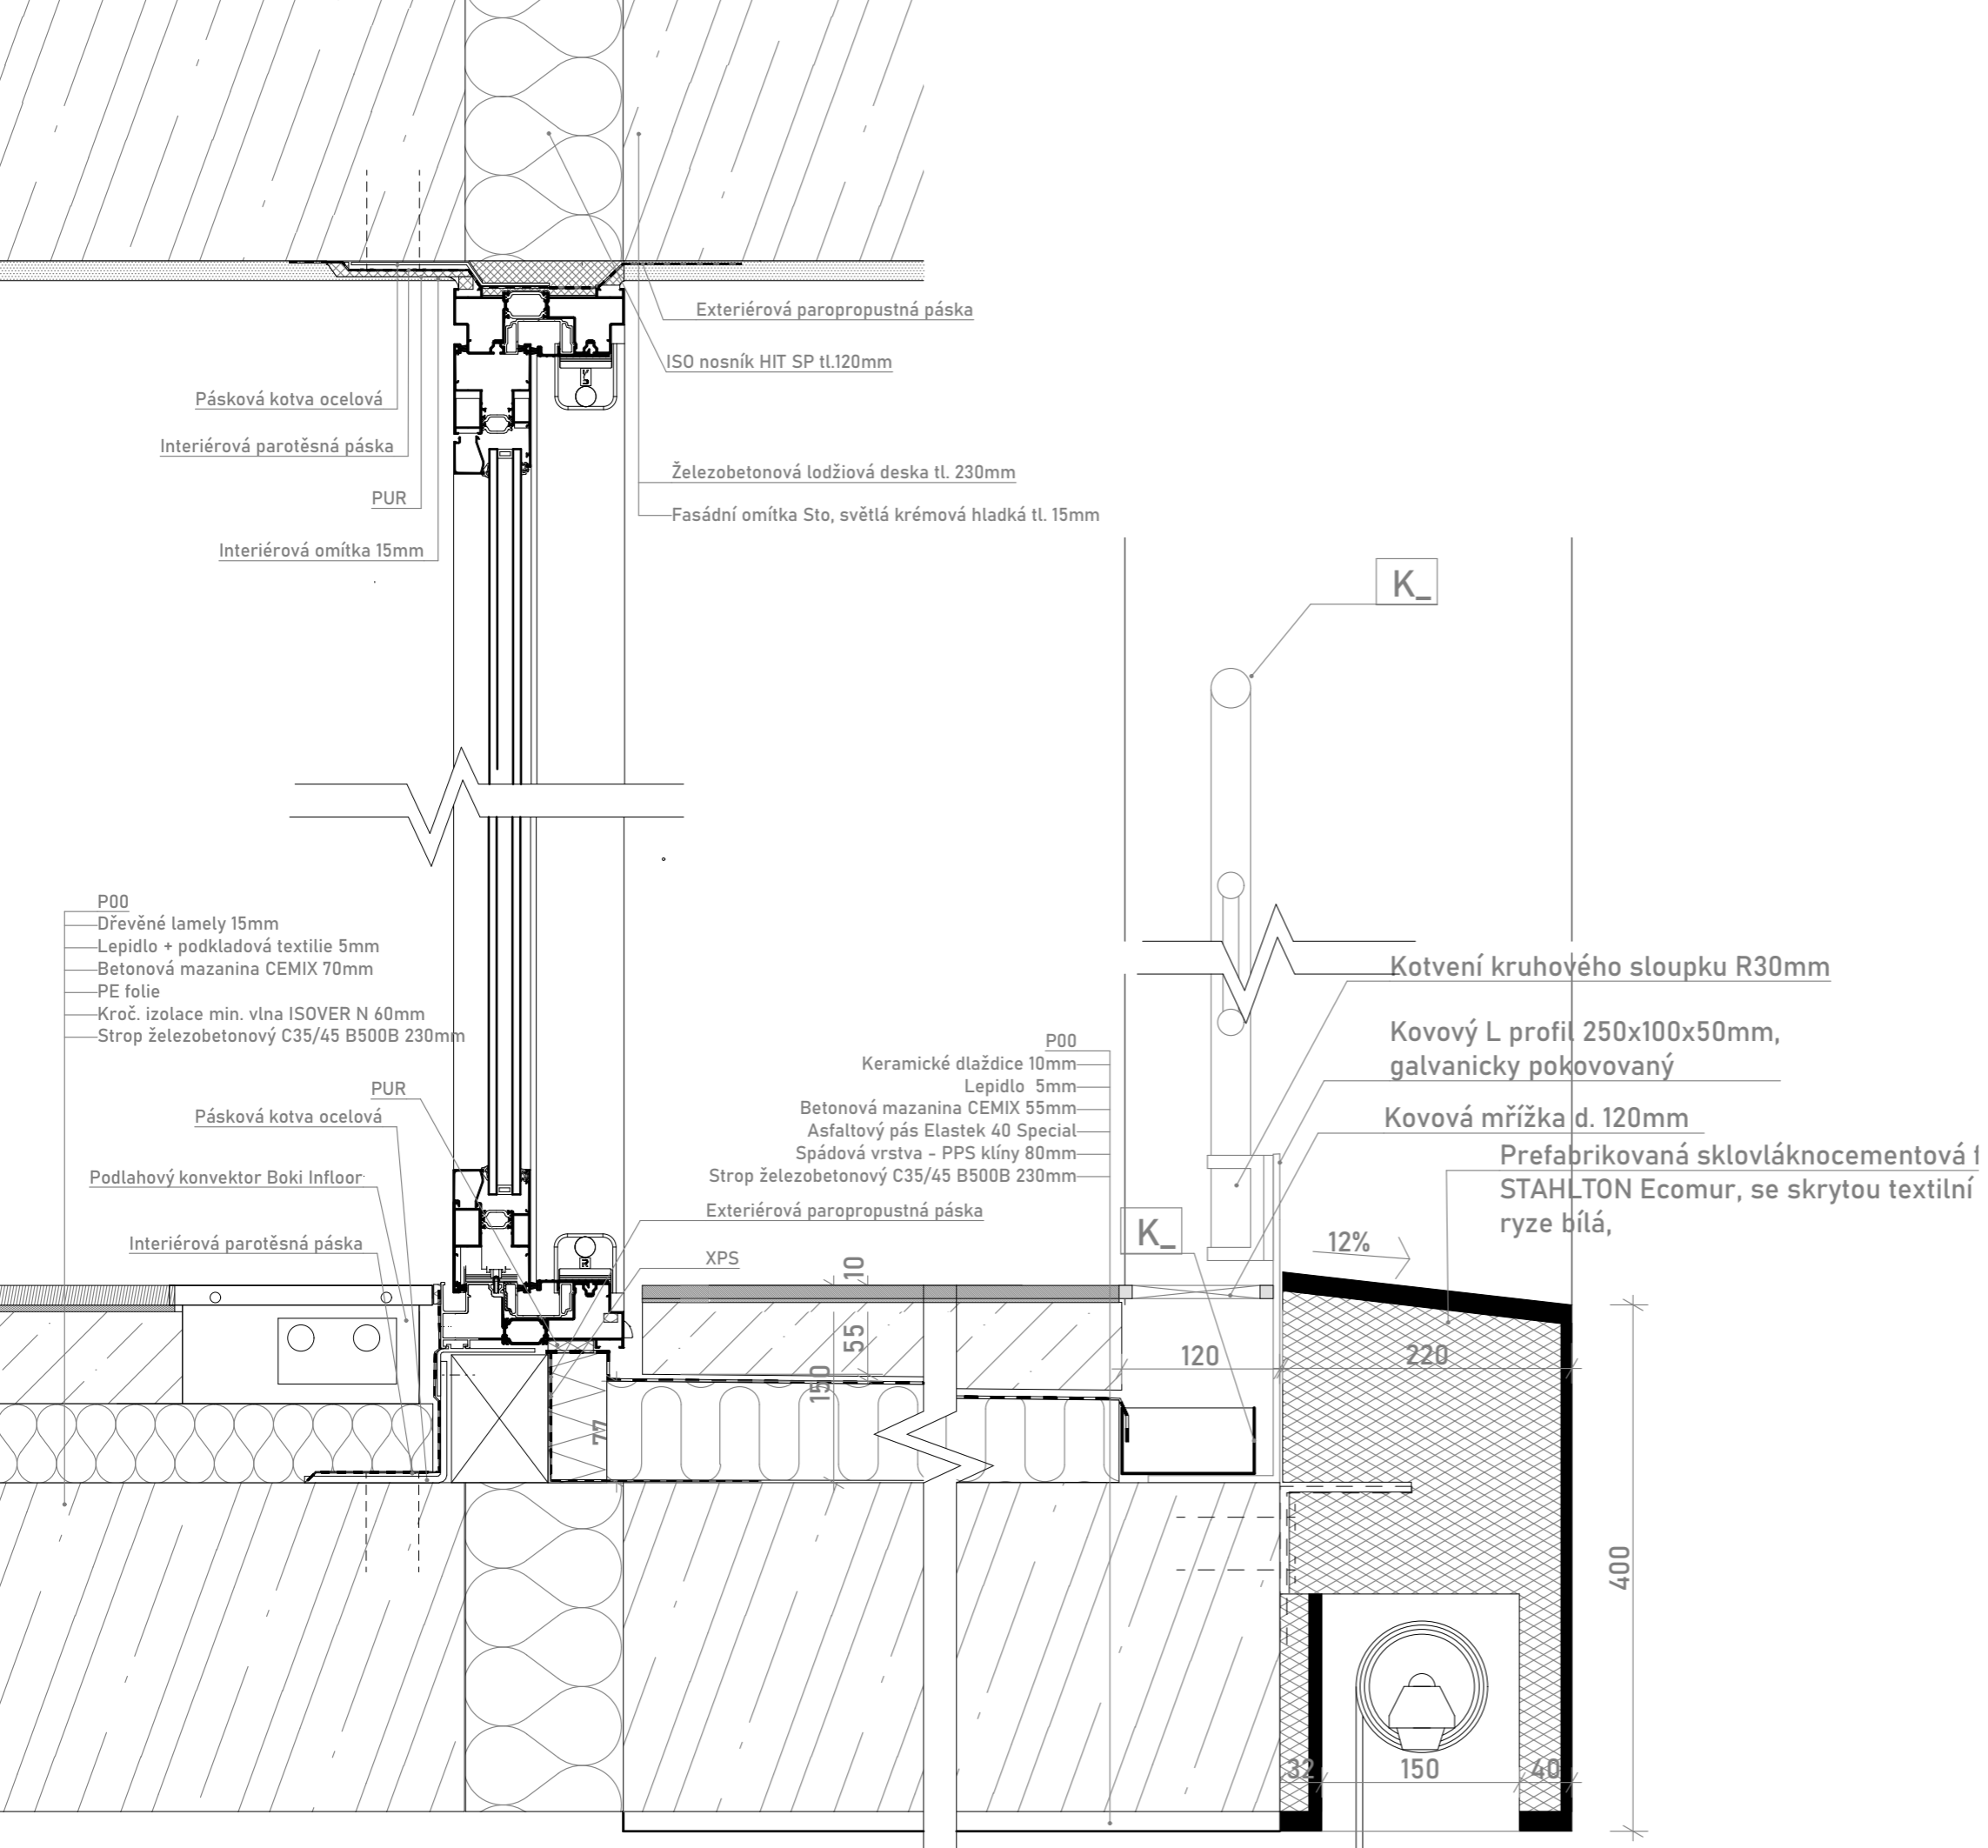 Exteriérová paropropustná páska
ISO nosník HIT SP tl.120mm
Pásková kotva ocelová
Interiérová parotěsná páska
PUR
Interiérová omítka 15mm
Železobetonová lodžiová deska tl. 230mm
Fasádní omítka Sto, světlá krémová hladká tl. 15mm
K_
P00
Dřevěné lamely 15mm
Lepidlo + podkladová textilie 5mm
Betonová mazanina CEMIX 70mm
PE folie
Kroč. izolace min. vlna ISOVER N 60mm
Strop železobetonový C35/45 B500B 230mm
PUR
Pásková kotva ocelová
Podlahový konvektor Boki Infloor
Interiérová parotěsná páska
P00
Keramické dlaždice 10mm
Lepidlo 5mm
Betonová mazanina CEMIX 55mm
Asfaltový pás Elastek 40 Special
Spádová vrstva - PPS klíny 80mm
Strop železobetonový C35/45 B500B 230mm
Exteriérová paropropustná páska
XPS
Kotvení kruhového sloupku R30mm
Kovový L profil 250x100x50mm,
galvanicky pokovovaný
Kovová mřížka d. 120mm
Prefabrikovaná sklovláknocementová
STAHLTON Ecomur, se skrytou textilní
ryze bílá,
K_
12%
10
55
150
77
120
220
400
32
150
40